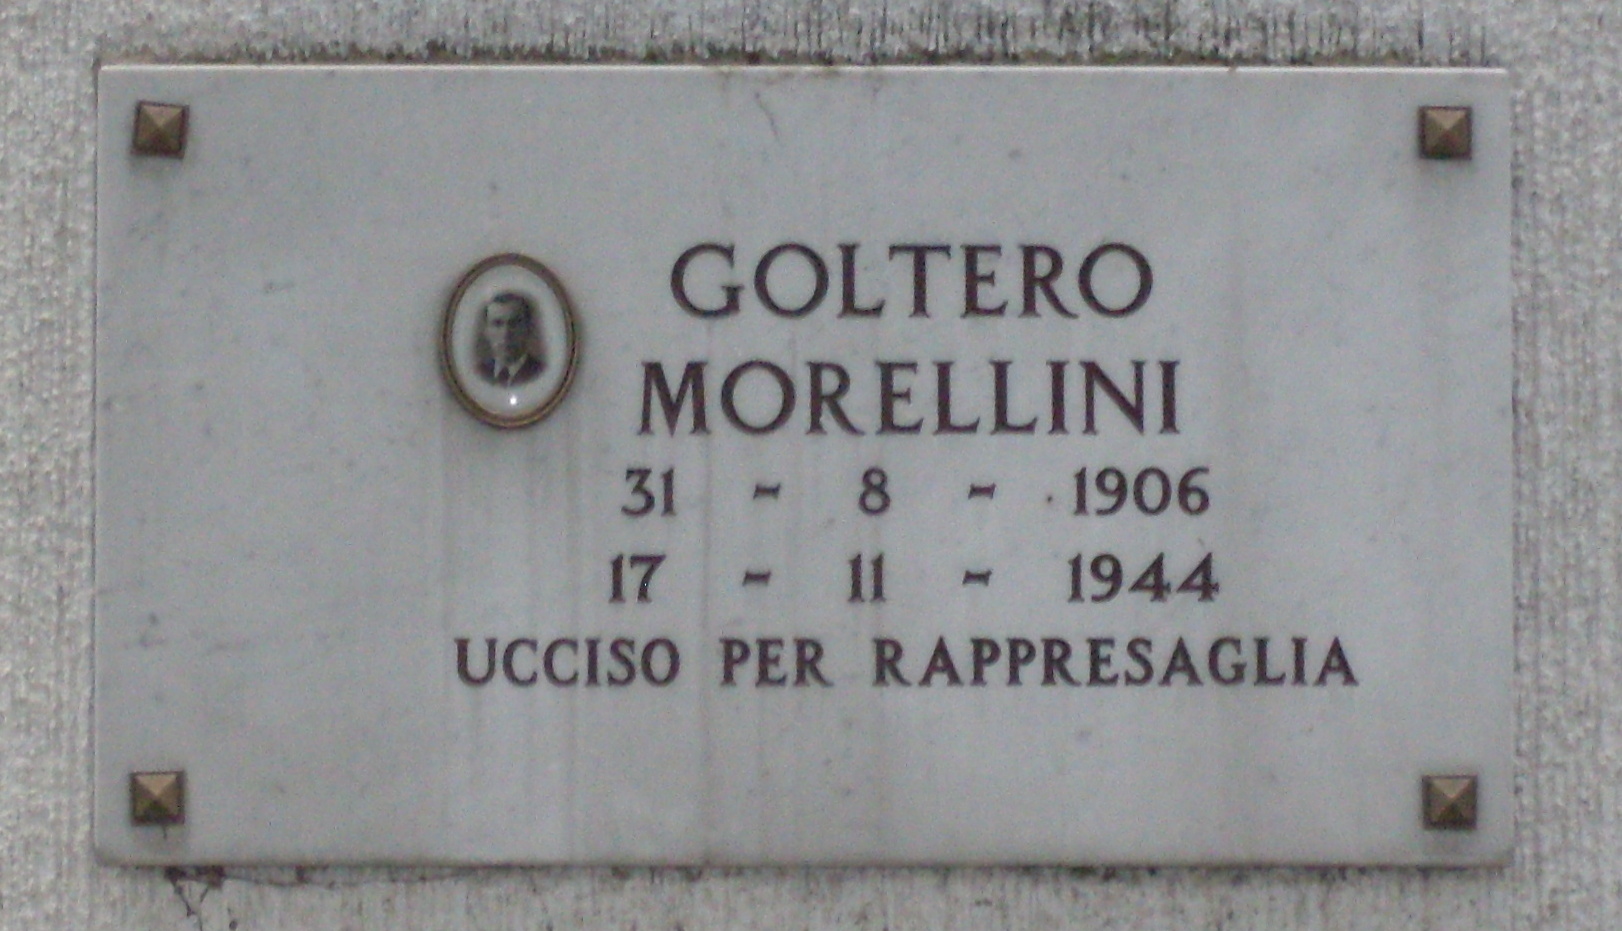 GOLTERO
MORELLINI
31 - 8 - 1906
17 - 11 - 1944
UCCISO PER RAPPRESAGLIA